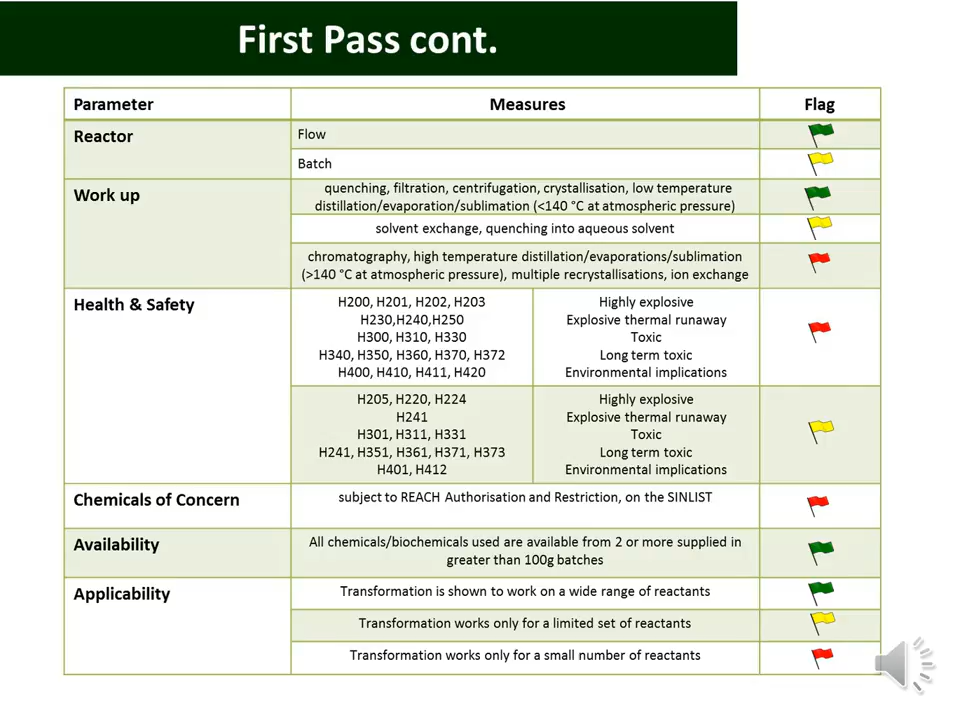 First Pass cont.
Parameter
Measures
Flag
Reactor
Flow
Batch
Work up
quenching, filtration, centrifugation, crystallisation, low temperature
distillation/evaporation/sublimation (<140 °C at atmospheric pressure)
solvent exchange, quenching into aqueous solvent
chromatography, high temperature distillation/evaporations/sublimation
(>140 °C at atmospheric pressure), multiple recrystallisations, ion exchange
Health & Safety
H200, H201, H202, H203
H230,H240,H250
H300, H310, H330
H340, H350, H360, H370, H372
H400, H410, H411, H420
Highly explosive
Explosive thermal runaway
Toxic
Long term toxic
Environmental implications
H205, H220, H224
H241
H301, H311, H331
H241, H351, H361, H371, H373
H401, H412
Highly explosive
Explosive thermal runaway
Toxic
Long term toxic
Environmental implications
Chemicals of Concern
subject to REACH Authorisation and Restriction, on the SINLIST
Availability
All chemicals/biochemicals used are available from 2 or more supplied in
greater than 100g batches
Applicability
Transformation is shown to work on a wide range of reactants
Transformation works only for a limited set of reactants
Transformation works only for a small number of reactants